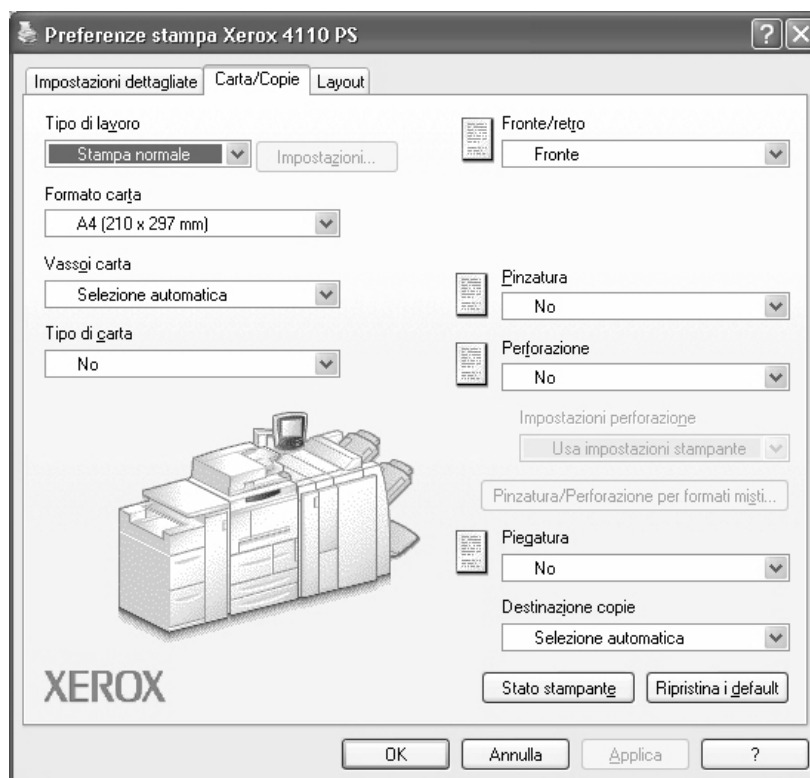 Preferenze stampa Xerox 4110 PS
Impostazioni dettagliate
Carta/Copie
Layout
Tipo di lavoro
Stampa normale
Impostazioni...
Formato carta
A4 (210 x 297 mm)
Vassoi carta
Selezione automatica
Tipo di carta
No
Fronte/retro
Fronte
Pinzatura
No
Perforazione
No
Impostazioni perforazione
Usa impostazioni stampante
Pinzatura/Perforazione per formati misti...
Piegatura
No
Destinazione copie
Selezione automatica
XEROX
Stato stampante
Ripristina i default
OK
Annulla
Applica
?